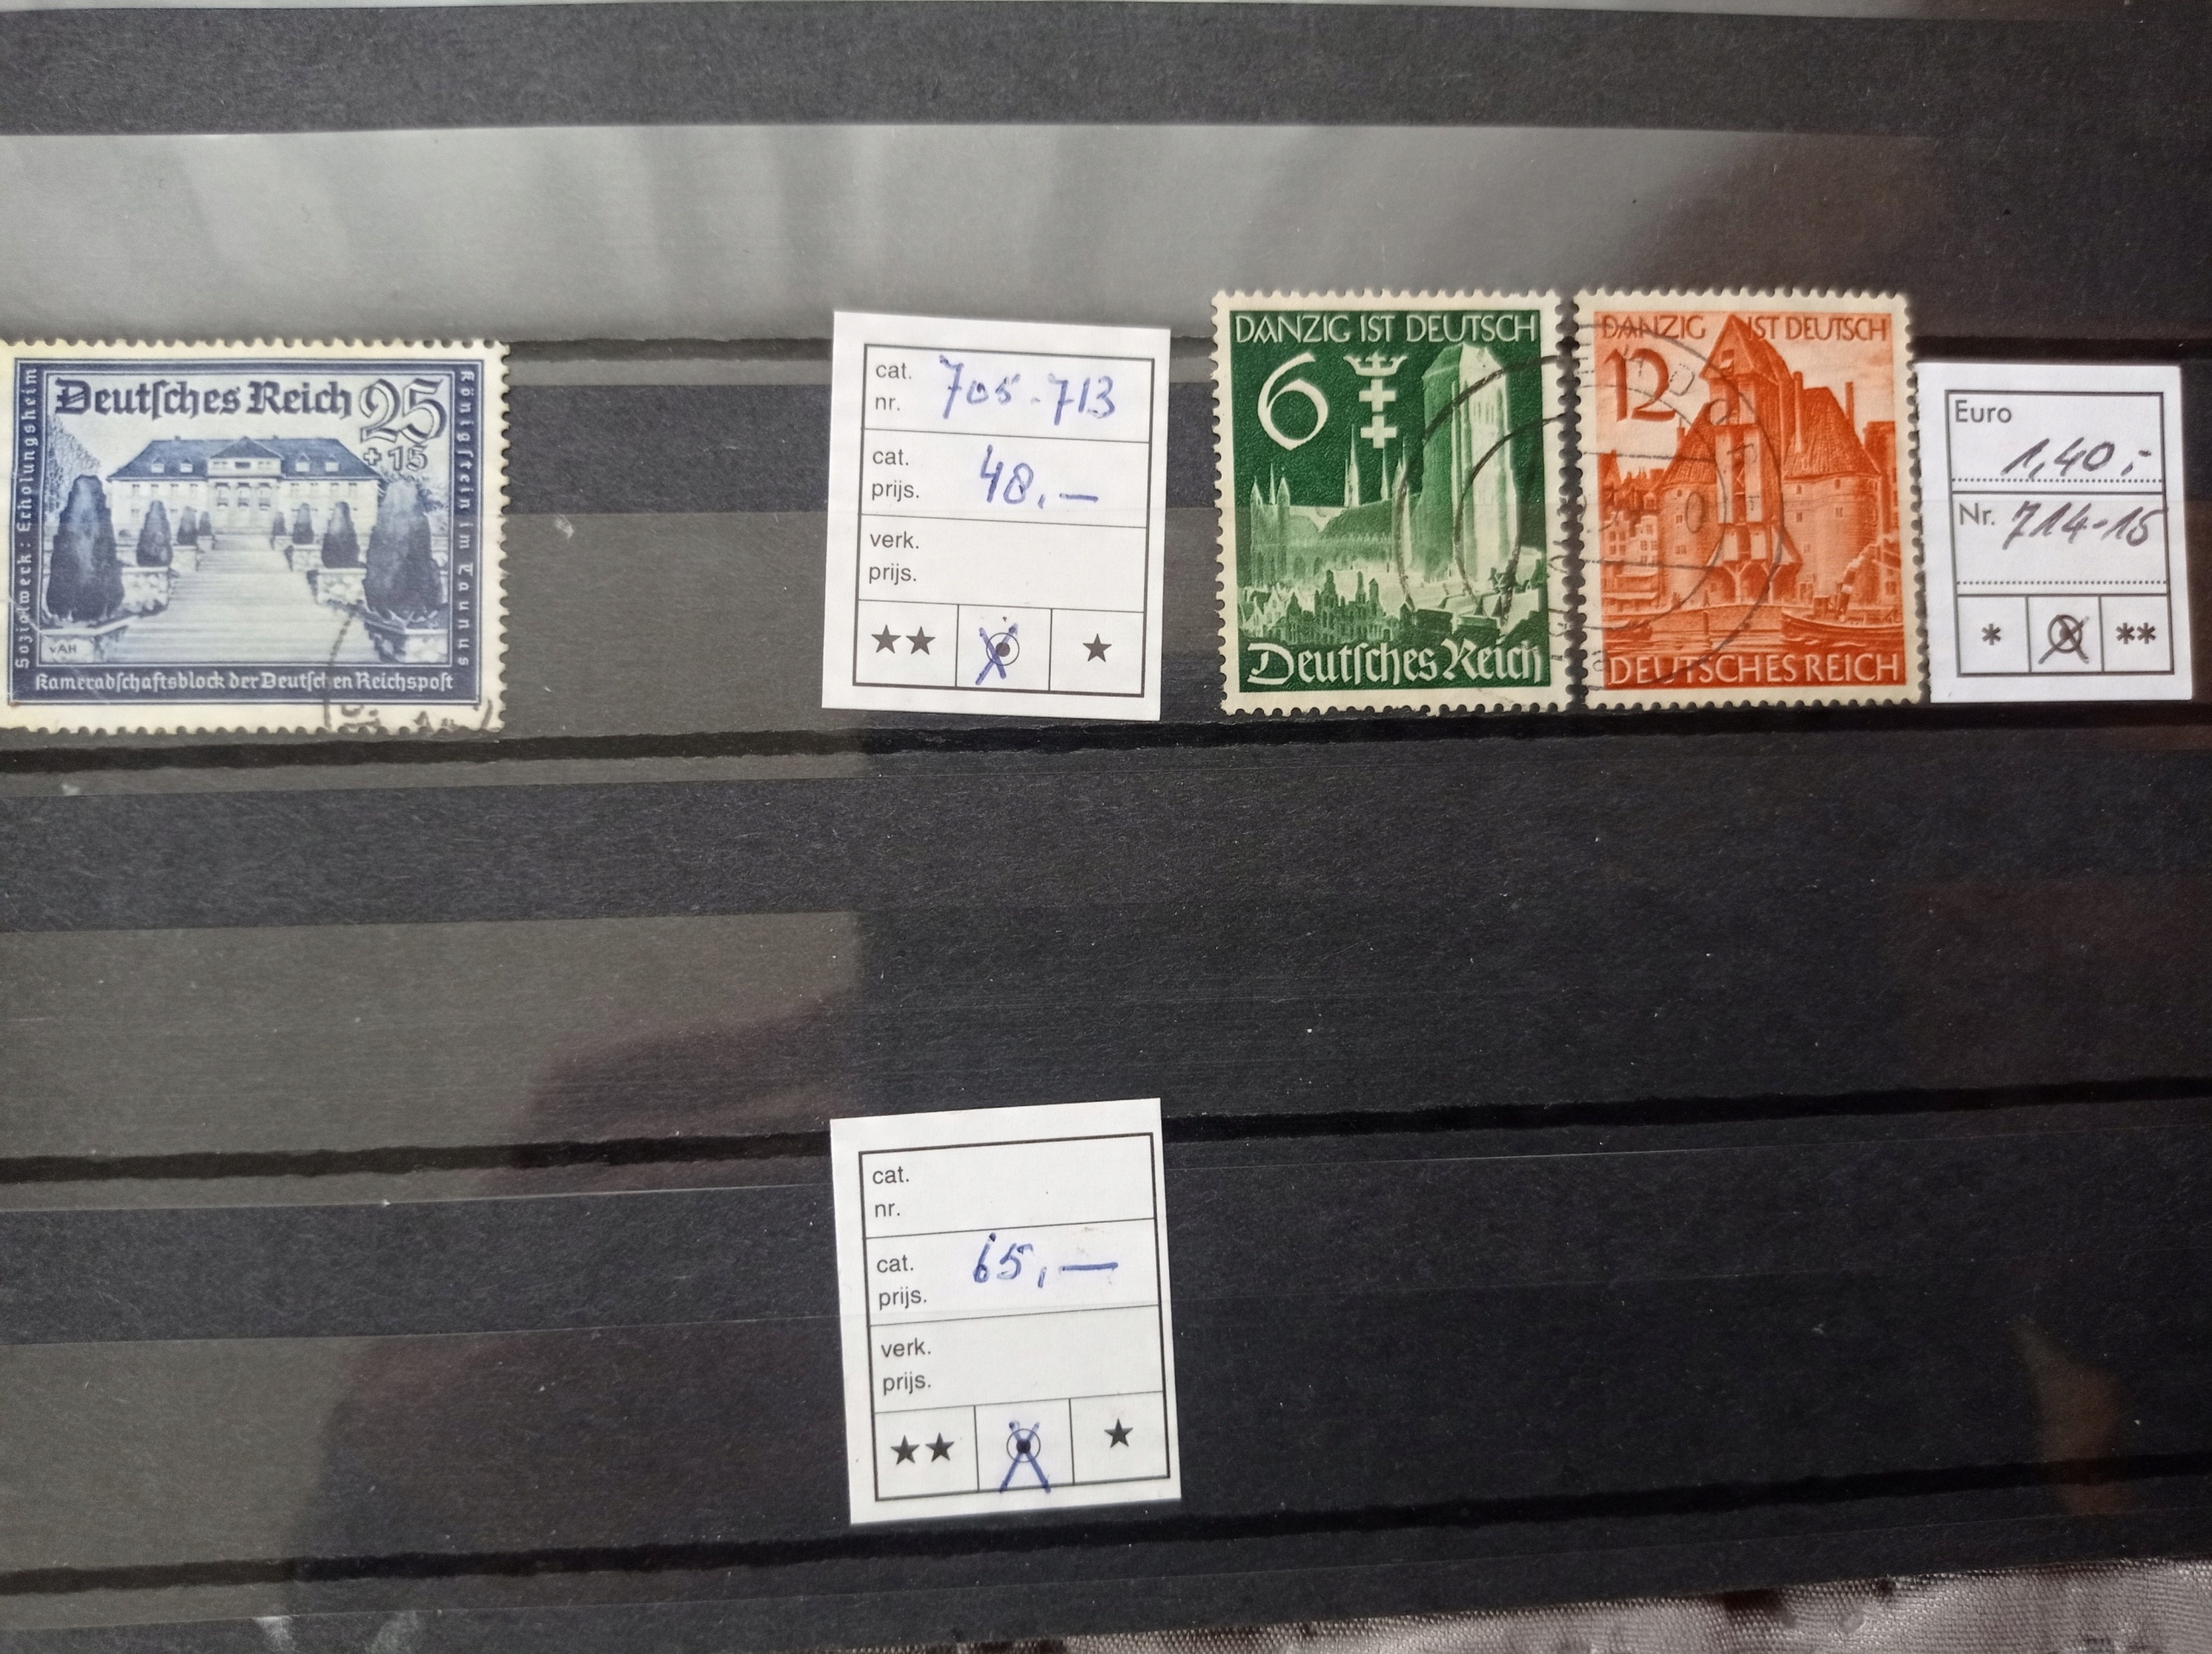 Deutsches Reich 25
+15
Sozialwerk: Erholungsheim
Königstein im Taunus
vAH
Kameradschaftsblock der Deutschen Reichspost
cat.
nr. 705-713
cat.
prijs. 48,—
verk.
prijs.
DANZIG IST DEUTSCH
6
Deutsches Reich
DANZIG IST DEUTSCH
12
DEUTSCHES REICH
Euro
1,40,-
Nr. 714-15
cat.
nr.
cat.
prijs. 65,—
verk.
prijs.